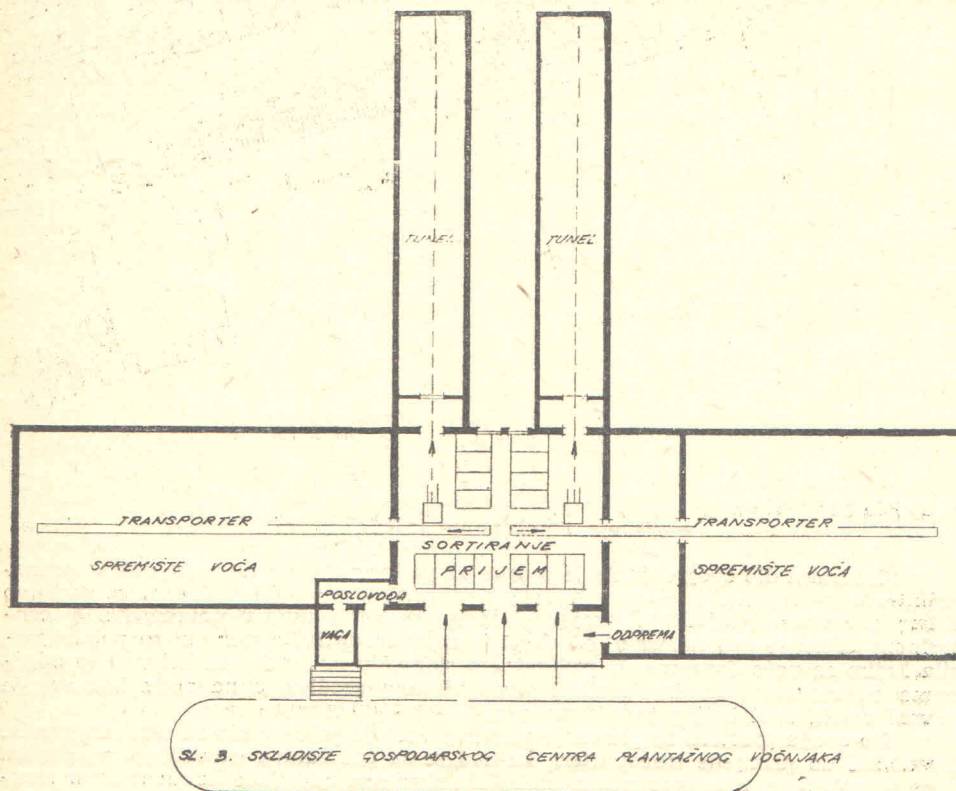 TUNEL TUNEL
TRANSPORTER TRANSPORTER
SORTIRANJE
SPREMIŠTE VOĆA PRIJEM SPREMIŠTE VOĆA
POSLOVOĐA
VAGA ODPREMA
SL. 3. SKLADIŠTE GOSPODARSKOG CENTRA PLANTAŽNOG VOĆNJAKA